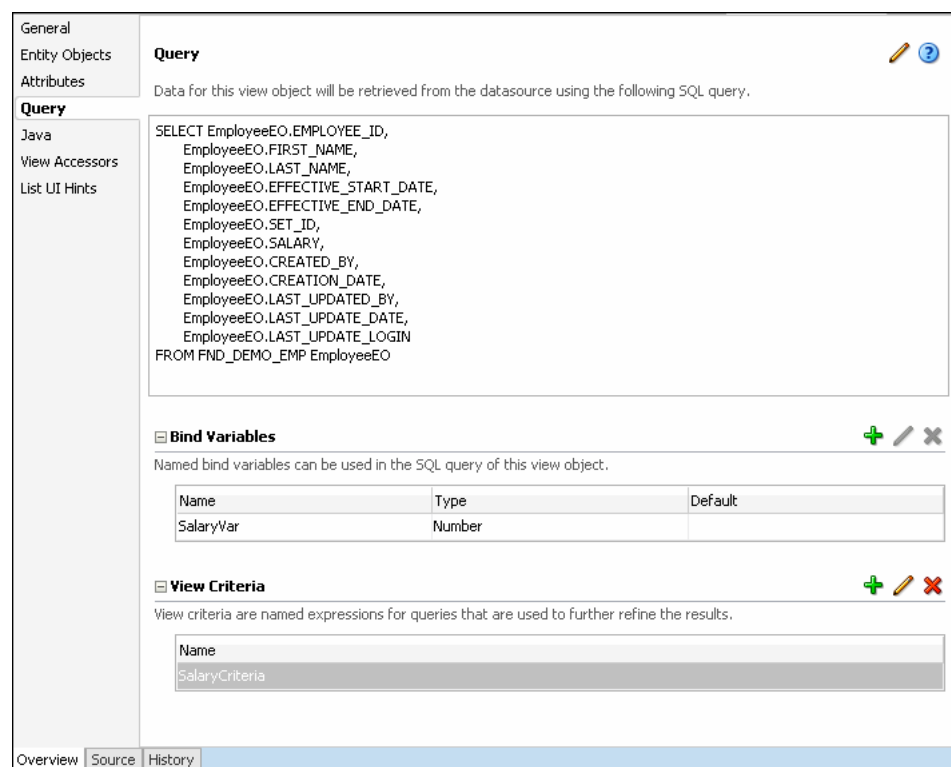 General
Entity Objects
Attributes
Query
Java
View Accessors
List UI Hints
Query
?
Data for this view object will be retrieved from the datasource using the following SQL query.
SELECT EmployeeEO.EMPLOYEE_ID,
EmployeeEO.FIRST_NAME,
EmployeeEO.LAST_NAME,
EmployeeEO.EFFECTIVE_START_DATE,
EmployeeEO.EFFECTIVE_END_DATE,
EmployeeEO.SET_ID,
EmployeeEO.SALARY,
EmployeeEO.CREATED_BY,
EmployeeEO.CREATION_DATE,
EmployeeEO.LAST_UPDATED_BY,
EmployeeEO.LAST_UPDATE_DATE,
EmployeeEO.LAST_UPDATE_LOGIN
FROM FND_DEMO_EMP EmployeeEO
Bind Variables
Named bind variables can be used in the SQL query of this view object.
Name Type Default
SalaryVar Number
View Criteria
View criteria are named expressions for queries that are used to further refine the results.
Name
SalaryCriteria
Overview Source History